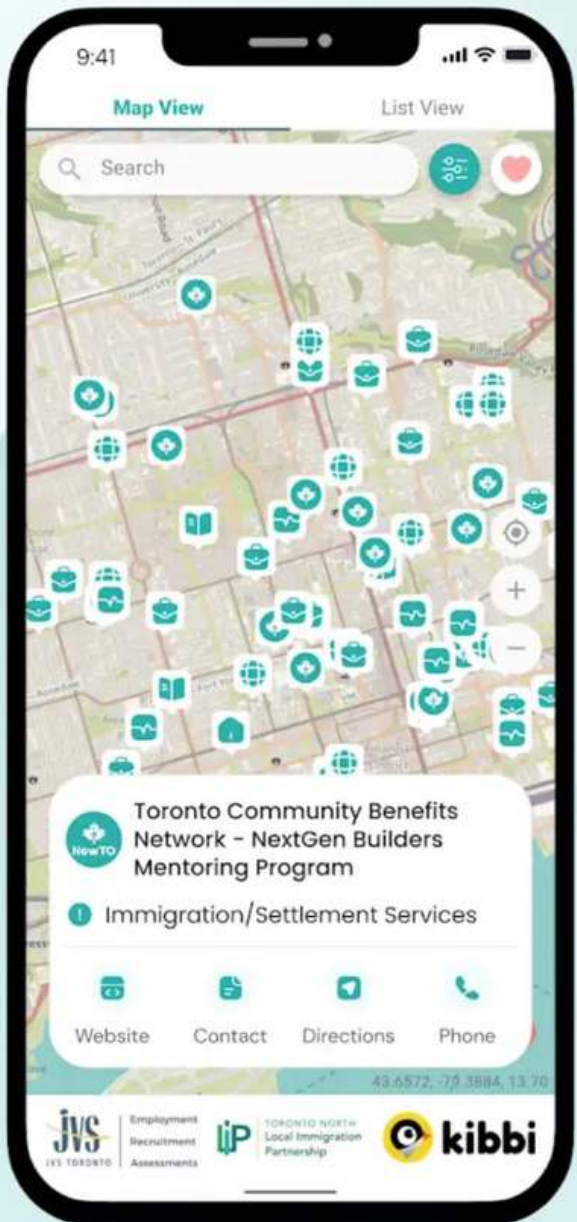 9:41
Map View
List View
Search
Toronto Community Benefits
Network - NextGen Builders
Mentoring Program
NewTO
Immigration/Settlement Services
Website
Contact
Directions
Phone
43.6572, -79.3884, 13.70
JVS
JVS TORONTO
Employment
Recruitment
Assessments
LIP
TORONTO NORTH
Local Immigration
Partnership
kibbi